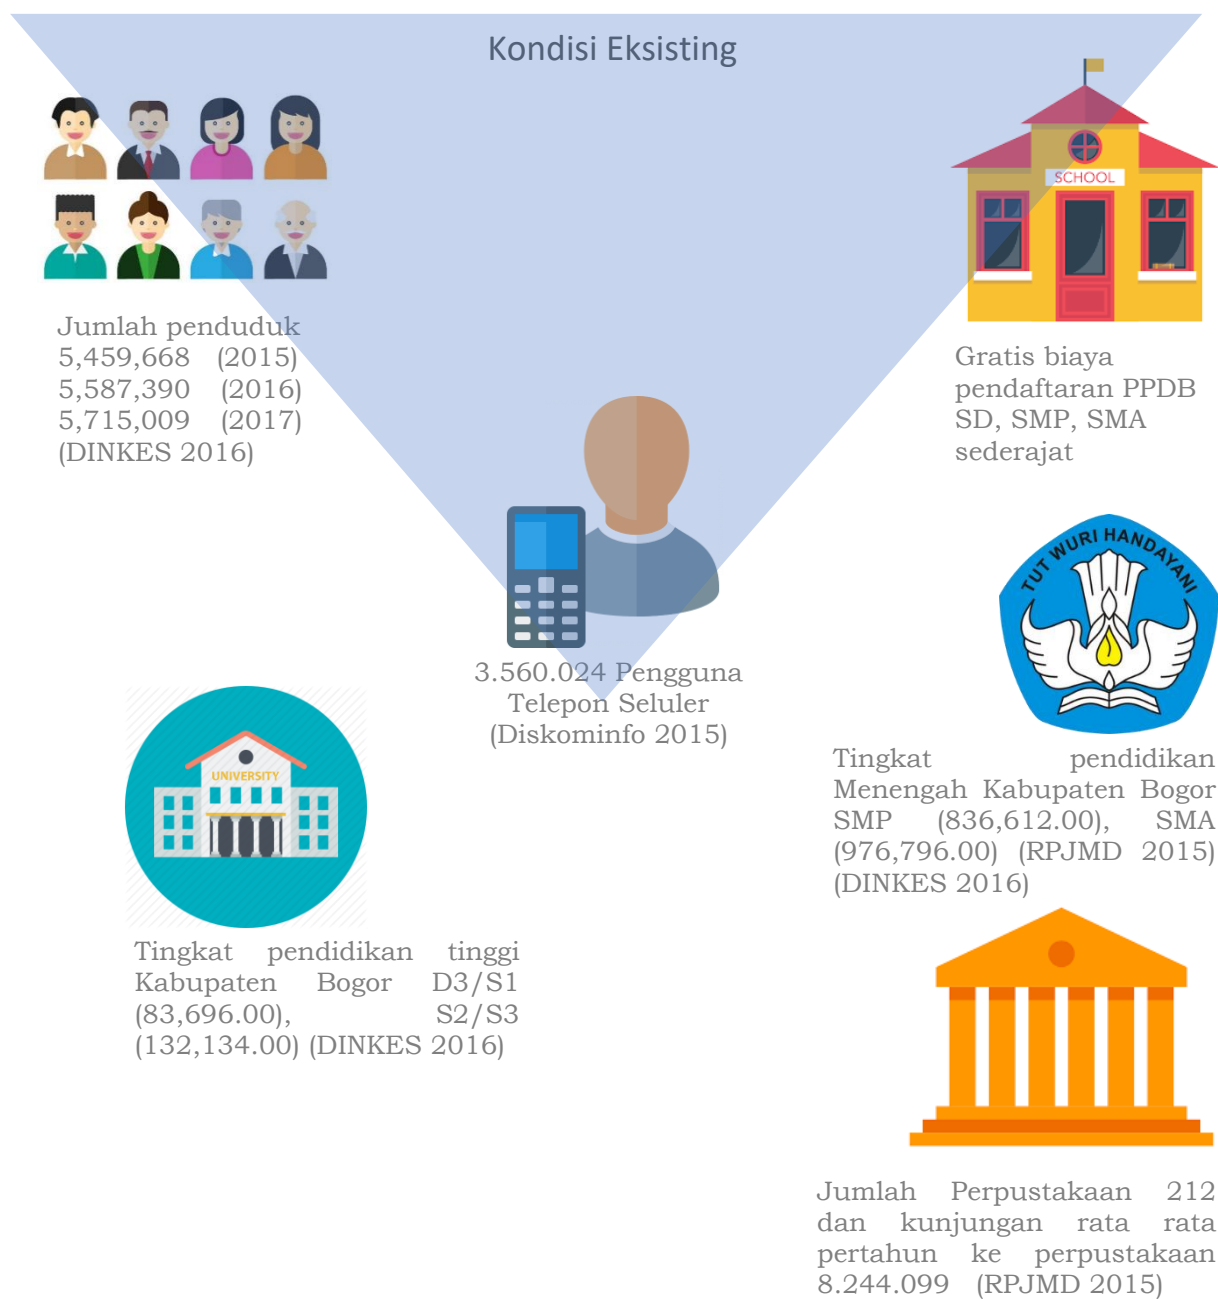 Kondisi Eksisting
SCHOOL
Jumlah penduduk
5,459,668 (2015)
5,587,390 (2016)
5,715,009 (2017)
(DINKES 2016)
Gratis biaya
pendaftaran PPDB
SD, SMP, SMA
sederajat
TUT WURI HANDAYANI
3.560.024 Pengguna
Telepon Seluler
(Diskominfo 2015)
UNIVERSITY
Tingkat pendidikan
Menengah Kabupaten Bogor
SMP (836,612.00), SMA
(976,796.00) (RPJMD 2015)
(DINKES 2016)
Tingkat pendidikan tinggi
Kabupaten Bogor D3/S1
(83,696.00), S2/S3
(132,134.00) (DINKES 2016)
Jumlah Perpustakaan 212
dan kunjungan rata rata
pertahun ke perpustakaan
8.244.099 (RPJMD 2015)